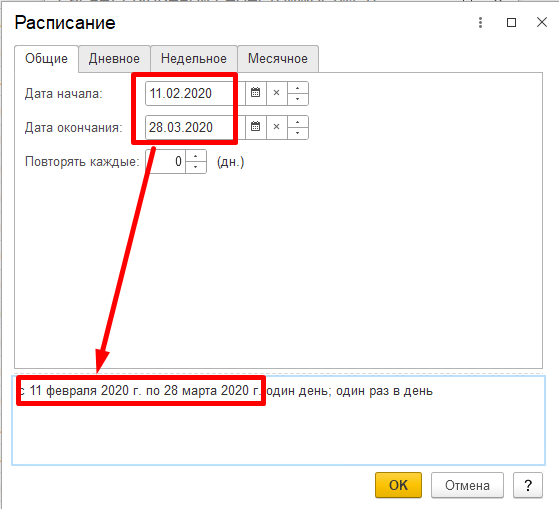 Расписание
Общие Дневное Недельное Месячное
Дата начала: 11.02.2020
Дата окончания: 28.03.2020
Повторять каждые: 0 (дн.)
с 11 февраля 2020 г. по 28 марта 2020 г. один день; один раз в день
OK Отмена ?